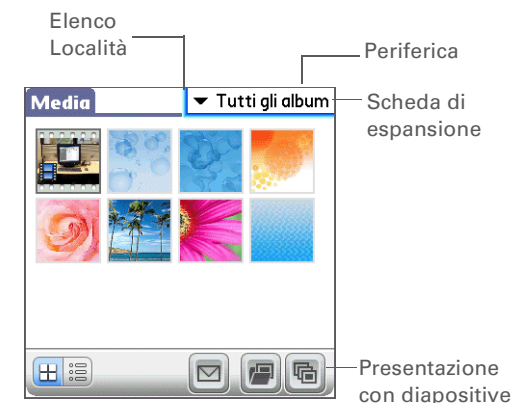 Elenco
Località
Periferica
Media
Tutti gli album
Scheda di
espansione
Presentazione
con diapositive